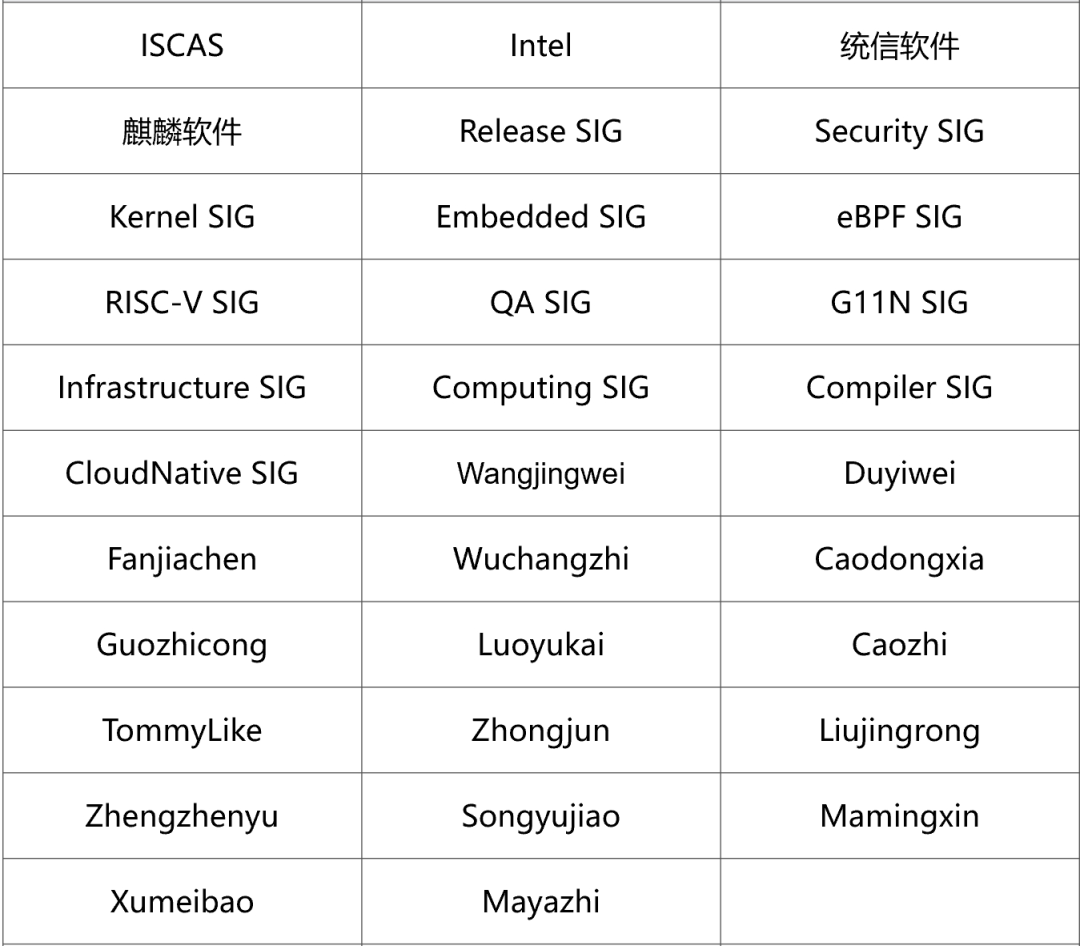 ISCAS Intel 统信软件
麒麟软件 Release SIG Security SIG
Kernel SIG Embedded SIG eBPF SIG
RISC-V SIG QA SIG G11N SIG
Infrastructure SIG Computing SIG Compiler SIG
CloudNative SIG Wangjingwei Duyiwei
Fanjiachen Wuchangzhi Caodongxia
Guozhicong Luoyukai Caozhi
TommyLike Zhongjun Liujingrong
Zhengzhenyu Songyujiao Mamingxin
Xumeibao Mayazhi